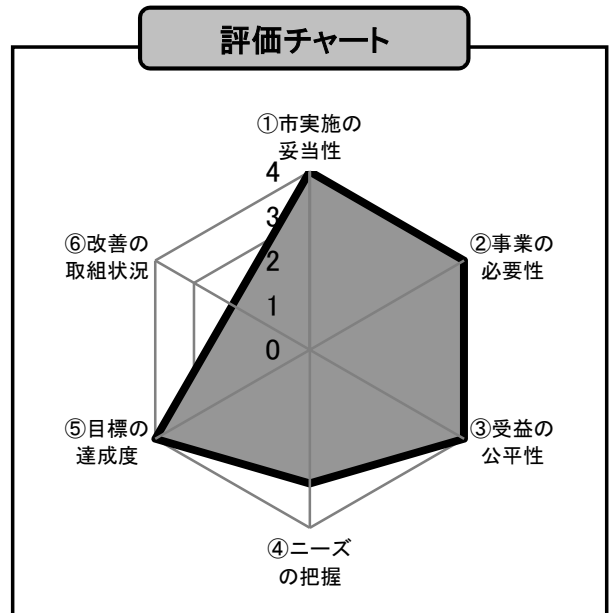 評価チャート
①市実施の
妥当性
4
3
2
1
0
②事業の
必要性
③受益の
公平性
④ニーズ
の把握
⑤目標の
達成度
⑥改善の
取組状況